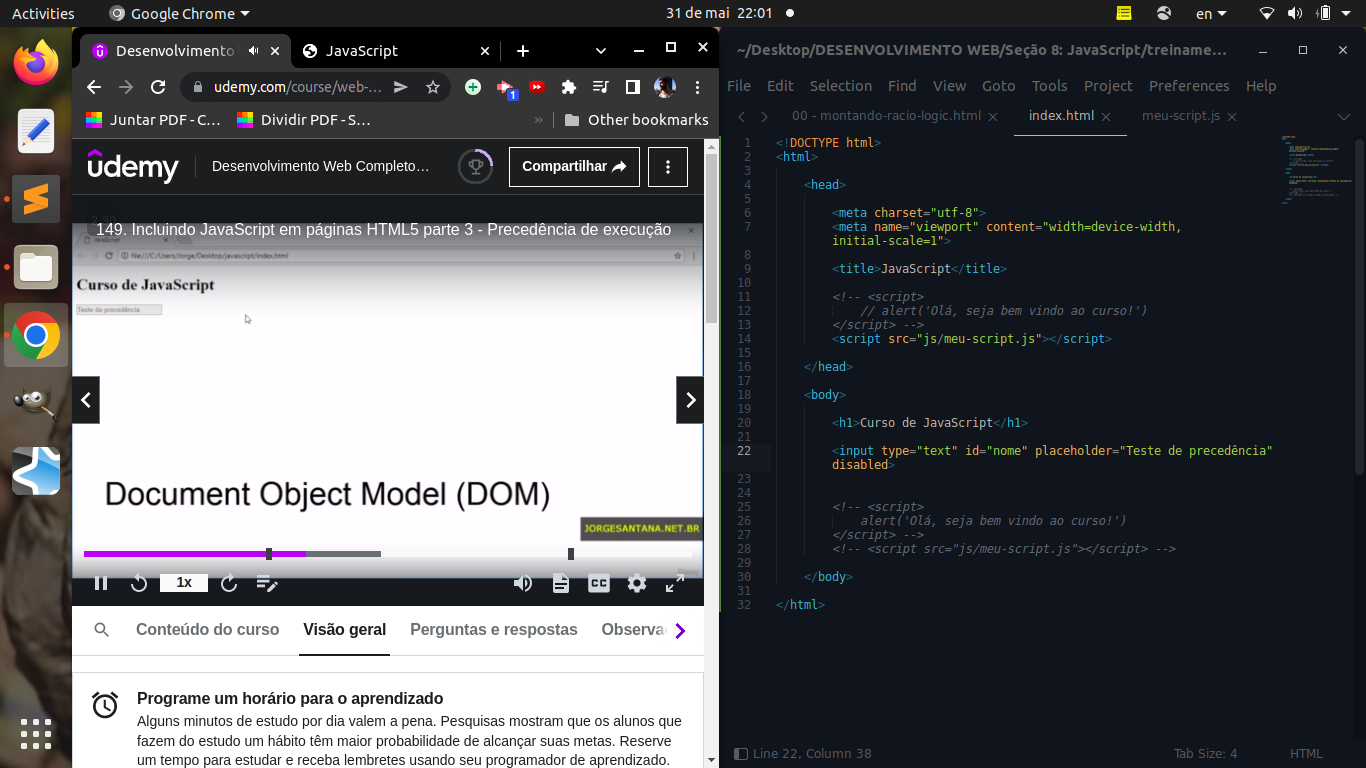 Activities
Google Chrome
31 de mai 22:01
en
Desenvolvimento
JavaScript
udemy.com/course/web-...
1
Juntar PDF - C...
Dividir PDF - S...
»
Other bookmarks
ûdemy
Desenvolvimento Web Completo...
Compartilhar
149. Incluindo JavaScript em páginas HTML5 parte 3 - Precedência de execução
JavaScript
file:///C:/Users/Jorge/Desktop/javascript/index.html
Curso de JavaScript
Teste de precedência
Document Object Model (DOM)
JORGESANTANA.NET.BR
1x
CC
Conteúdo do curso
Visão geral
Perguntas e respostas
Observa
Programe um horário para o aprendizado
Alguns minutos de estudo por dia valem a pena. Pesquisas mostram que os alunos que
fazem do estudo um hábito têm maior probabilidade de alcançar suas metas. Reserve
um tempo para estudar e receba lembretes usando seu programador de aprendizado.
~/Desktop/DESENVOLVIMENTO WEB/Seção 8: JavaScript/treiname...
File Edit Selection Find View Goto Tools Project Preferences Help
00 - montando-racio-logic.html
index.html
meu-script.js
1 <!DOCTYPE html>
2 <html>
3
4 <head>
5
6 <meta charset="utf-8">
7 <meta name="viewport" content="width=device-width,
initial-scale=1">
8
9 <title>JavaScript</title>
10
11 <!-- <script>
12 // alert('Olá, seja bem vindo ao curso!')
13 </script> -->
14 <script src="js/meu-script.js"></script>
15
16 </head>
17
18 <body>
19
20 <h1>Curso de JavaScript</h1>
21
22 <input type="text" id="nome" placeholder="Teste de precedência"
disabled>
23
24
25 <!-- <script>
26 alert('Olá, seja bem vindo ao curso!')
27 </script> -->
28 <!-- <script src="js/meu-script.js"></script> -->
29
30 </body>
31
32 </html>
Line 22, Column 38
Tab Size: 4
HTML